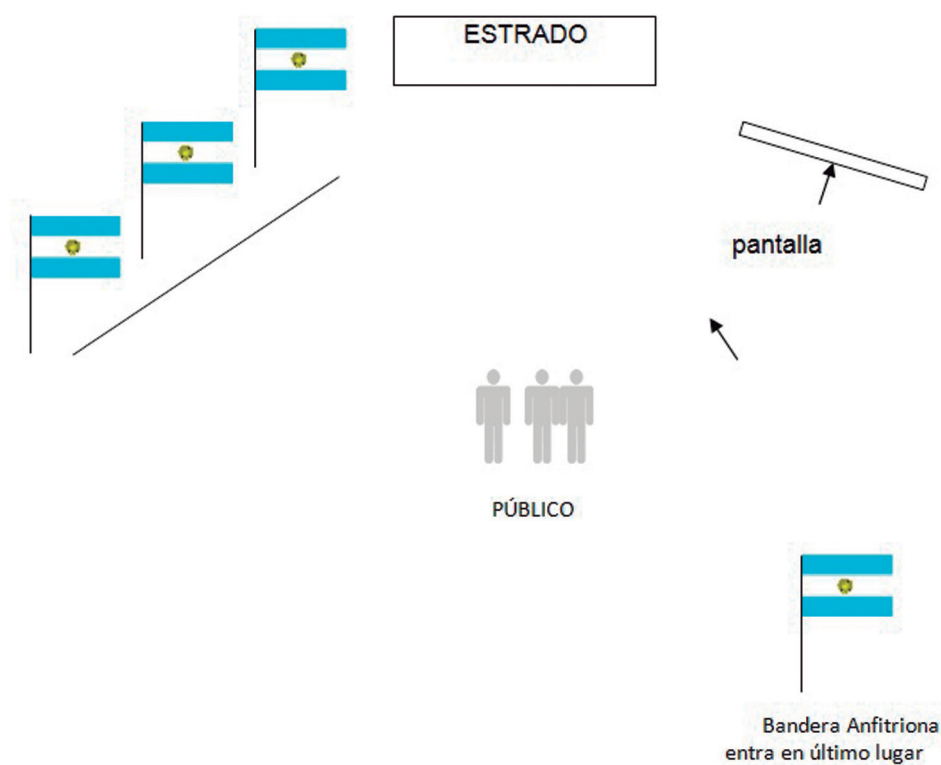 ESTRADO
pantalla
PÚBLICO
Bandera Anfitriona
entra en último lugar